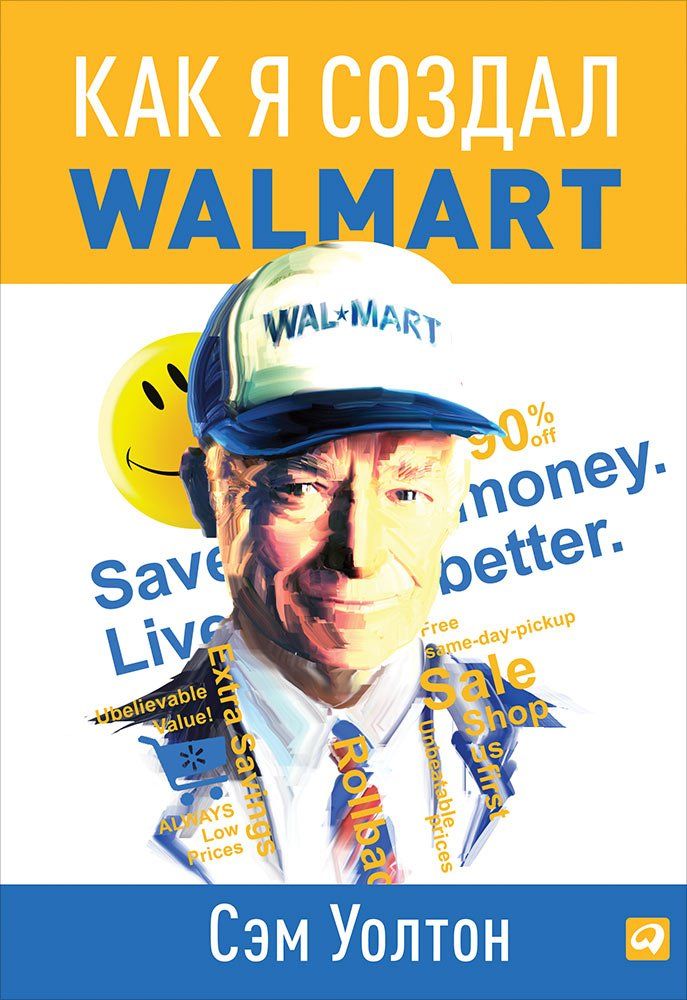 КАК Я СОЗДАЛ
WALMART
WAL★MART
90%
off
Save money.
Live better.
Free
same-day-pickup
Sale
Shop
us
first
Unbeatable
prices
Ubelievable
Value!
Extra Savings
ALWAYS
Low
Prices
Rollbac
Сэм Уолтон